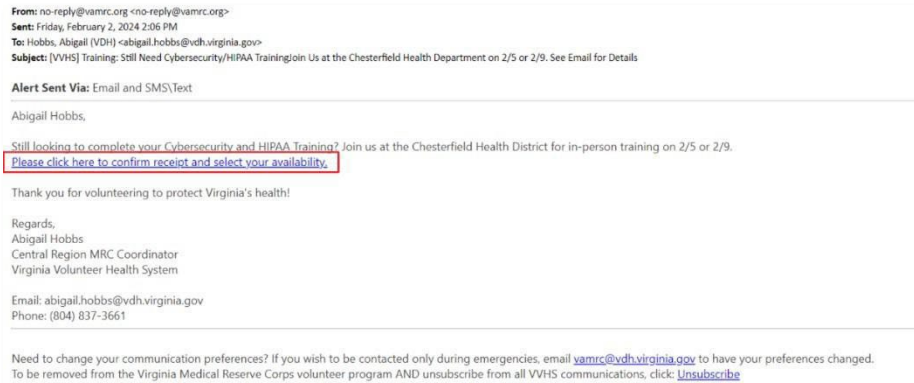 From: no-reply@vamrc.org <no-reply@vamrc.org>
Sent: Friday, February 2, 2024 2:06 PM
To: Hobbs, Abigail (VDH) <abigail.hobbs@vdh.virginia.gov>
Subject: [VVHS] Training: Still Need Cybersecurity/HIPAA TrainingJoin Us at the Chesterfield Health Department on 2/5 or 2/9. See Email for Details
Alert Sent Via: Email and SMS\Text
Abigail Hobbs,
Still looking to complete your Cybersecurity and HIPAA Training? Join us at the Chesterfield Health District for in-person training on 2/5 or 2/9.
Please click here to confirm receipt and select your availability.
Thank you for volunteering to protect Virginia's health!
Regards,
Abigail Hobbs
Central Region MRC Coordinator
Virginia Volunteer Health System
Email: abigail.hobbs@vdh.virginia.gov
Phone: (804) 837-3661
Need to change your communication preferences? If you wish to be contacted only during emergencies, email vamrc@vdh.virginia.gov to have your preferences changed.
To be removed from the Virginia Medical Reserve Corps volunteer program AND unsubscribe from all VVHS communications, click: Unsubscribe